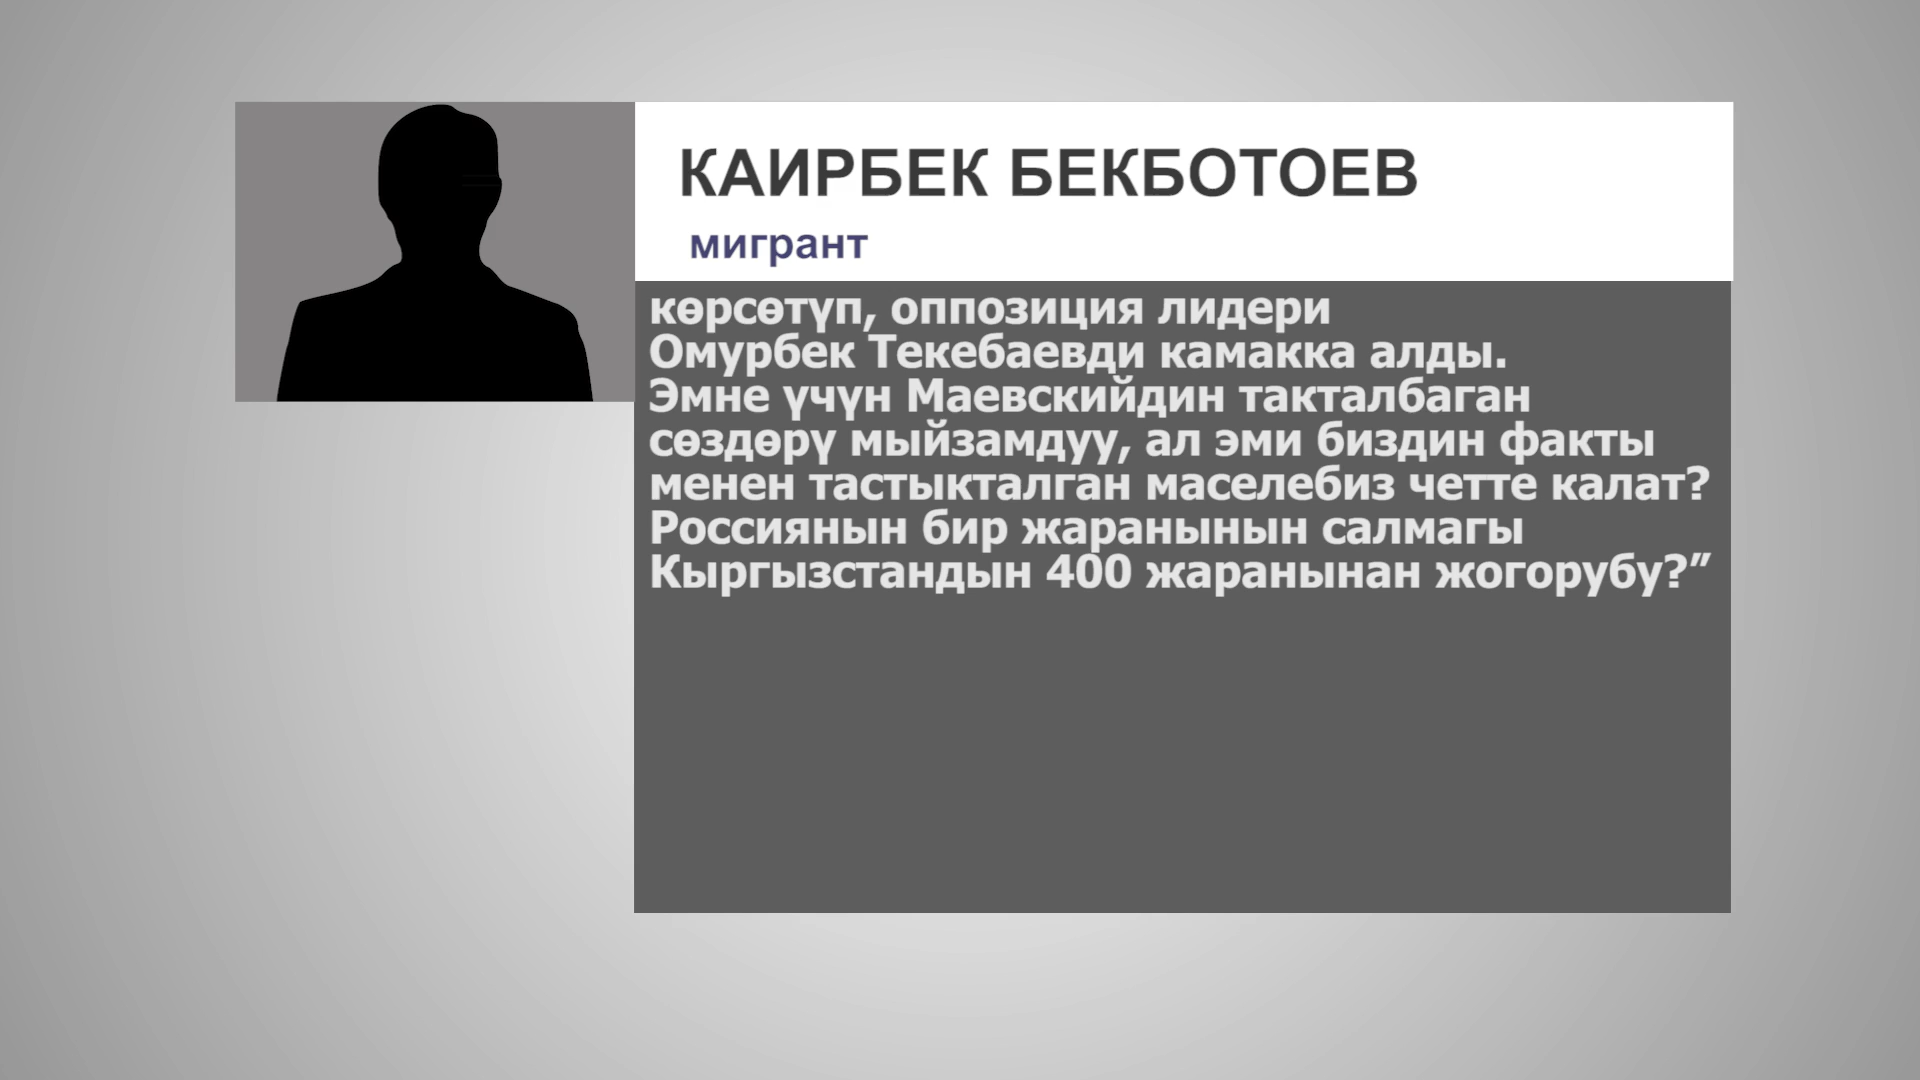 КАИРБЕК БЕКБОТОЕВ
мигрант
көрсөтүп, оппозиция лидери
Омурбек Текебаевди камакка алды.
Эмне үчүн Маевскийдин такталбаган
сөздөрү мыйзамдуу, ал эми биздин факты
менен тастыкталган маселебиз четте калат?
Россиянын бир жаранынын салмагы
Кыргызстандын 400 жаранынан жогорубу?”